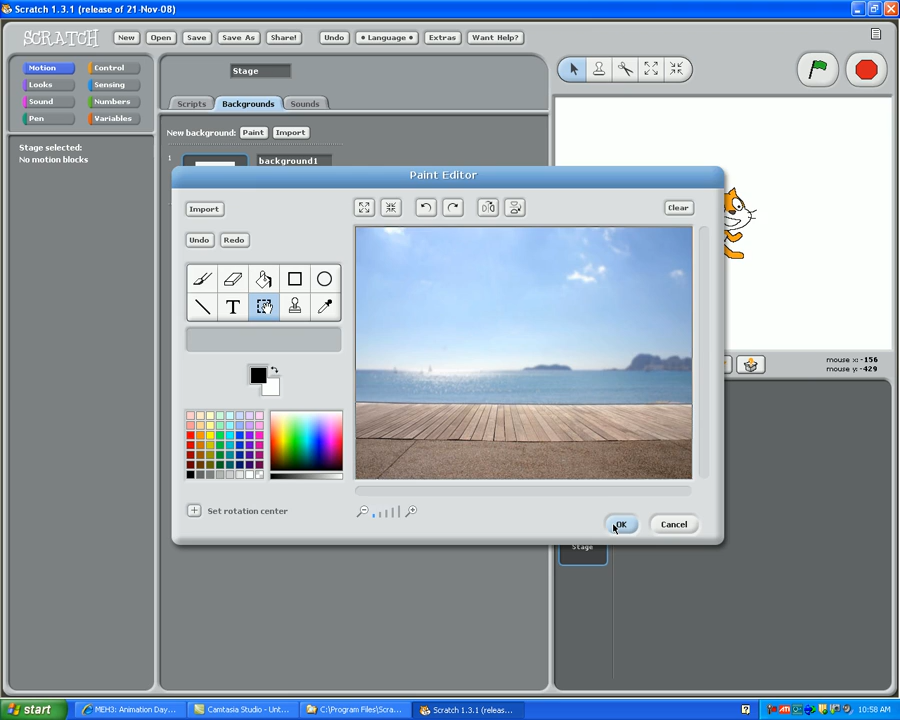 Scratch 1.3.1 (release of 21-Nov-08)
SCRATCH New Open Save Save As Share! Undo Language Extras Want Help?
Motion Control
Looks Sensing
Sound Numbers
Pen Variables
Stage selected:
No motion blocks
Stage
Scripts Backgrounds Sounds
New background: Paint Import
1 background1
Paint Editor
Import
Clear
Undo Redo
T
Set rotation center
OK Cancel
mouse x: -156
mouse y: -429
Stage
start MEH3: Animation Day... Camtasia Studio - Unt... C:\Program Files\Scra... Scratch 1.3.1 (releas... 10:58 AM